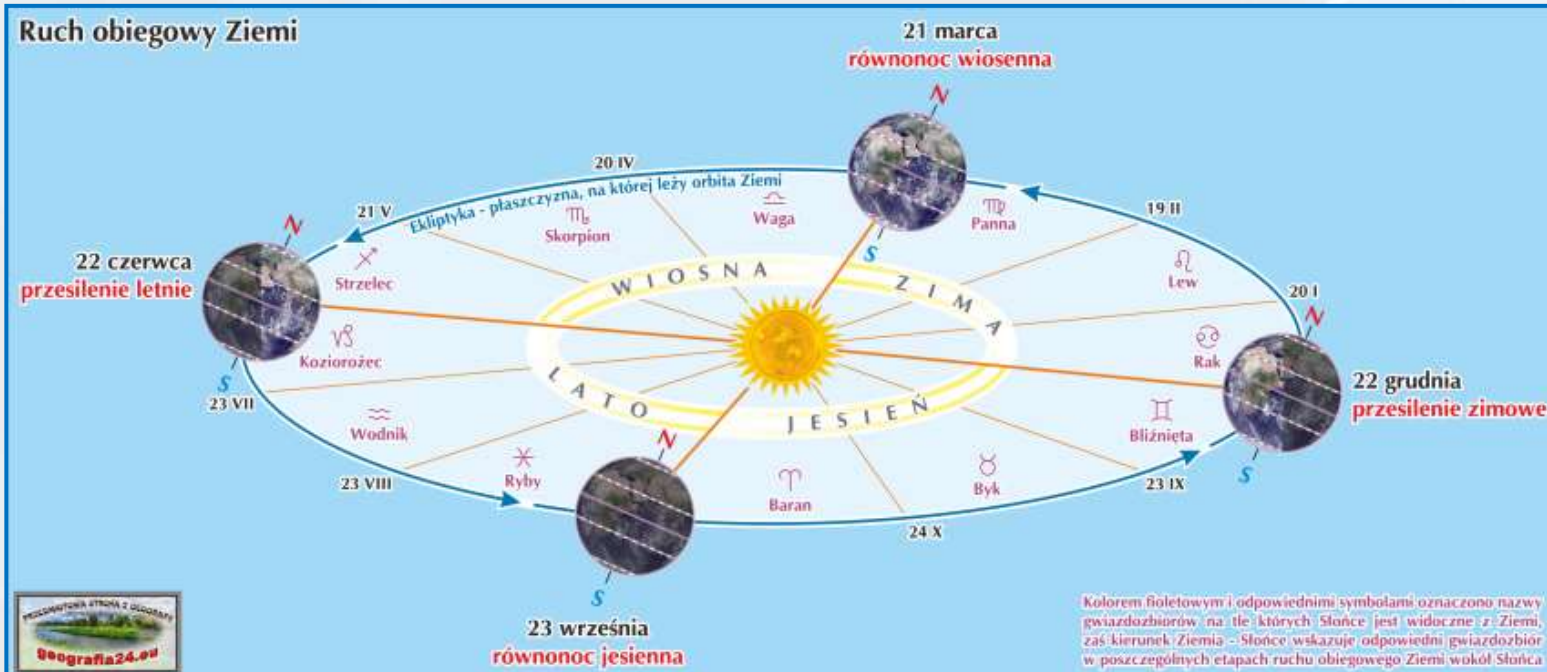 Ruch obiegowy Ziemi
21 marca
równonoc wiosenna
N
20 IV
Ekliptyka - płaszczyzna, na której leży orbita Ziemi
21 V
♏
Skorpion
♎
Waga
♍
Panna
19 II
S
N
22 czerwca
przesilenie letnie
♐
Strzelec
WIOSNA
ZIMA
♌
Lew
20 I
N
♑
Koziorożec
♋
Rak
S
23 VII
22 grudnia
przesilenie zimowe
LATO
JESIEŃ
♒
Wodnik
♊
Bliźnięta
N
♓
Ryby
♈
Baran
♉
Byk
S
23 VIII
23 IX
24 X
S
23 września
równonoc jesienna
PRZEDMIOTOWA STRONA Z GEOGRAFII
geografia24.eu
Kolorem fioletowym i odpowiednimi symbolami oznaczono nazwy
gwiazdozbiorów na tle których Słońce jest widoczne z Ziemi,
zaś kierunek Ziemia - Słońce wskazuje odpowiedni gwiazdozbiór
w poszczególnych etapach ruchu obiegowego Ziemi wokół Słońca